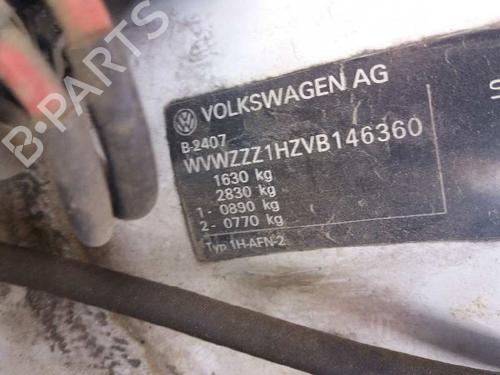 VOLKSWAGEN AG
B.2407
WVWZZZ1HZVB146360
1630 kg
2830 kg
1 - 0890 kg
2 - 0770 kg
Typ 1H-AFN-2
S
B-PARTS